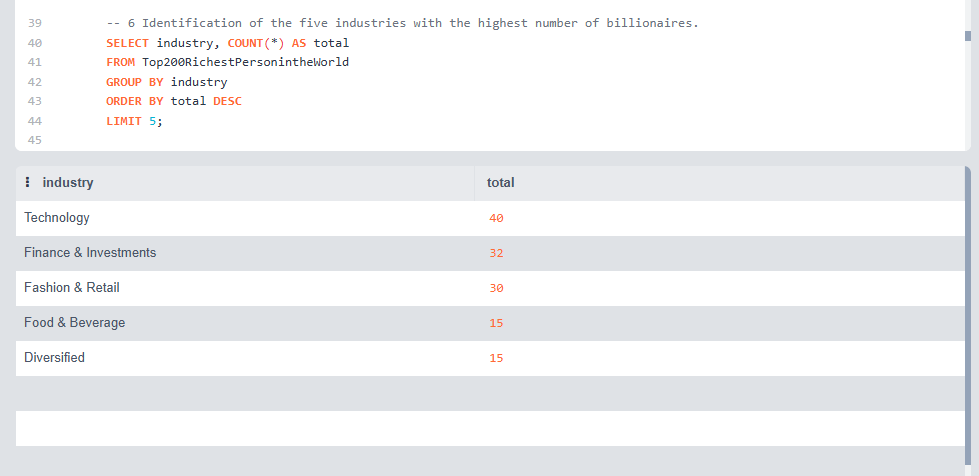 39 -- 6 Identification of the five industries with the highest number of billionaires.
40 SELECT industry, COUNT(*) AS total
41 FROM Top200RichestPersonintheWorld
42 GROUP BY industry
43 ORDER BY total DESC
44 LIMIT 5;
45
industry total
Technology 40
Finance & Investments 32
Fashion & Retail 30
Food & Beverage 15
Diversified 15